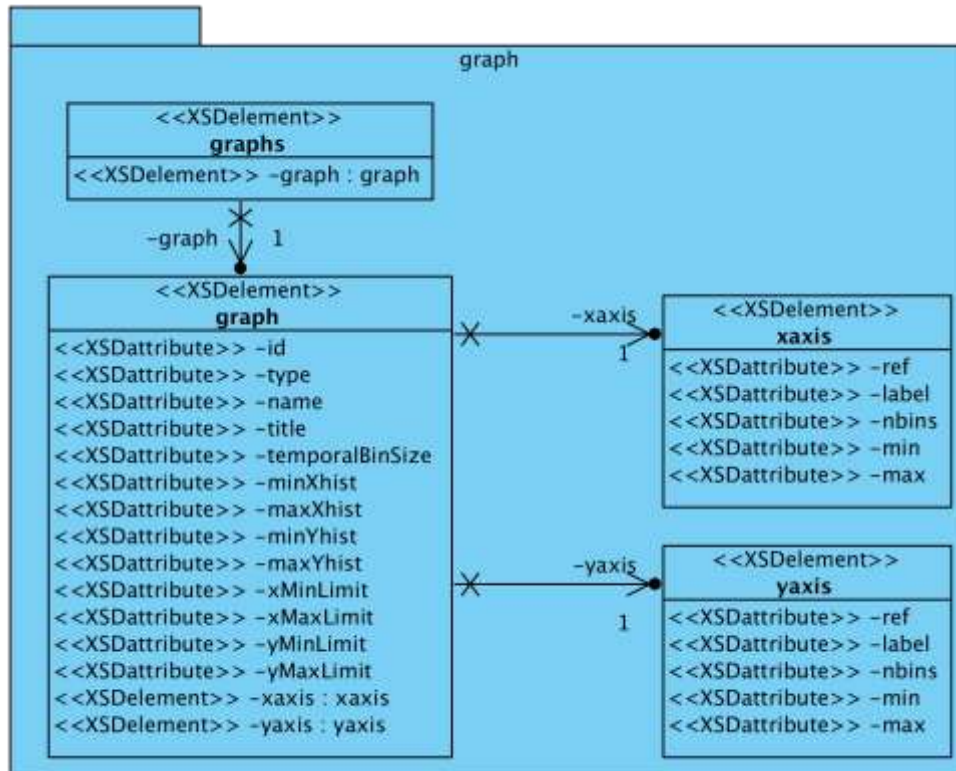 graph
<<XSDelement>>
graphs
<<XSDelement>> -graph : graph
-graph 1
<<XSDelement>>
graph
<<XSDattribute>> -id
<<XSDattribute>> -type
<<XSDattribute>> -name
<<XSDattribute>> -title
<<XSDattribute>> -temporalBinSize
<<XSDattribute>> -minXhist
<<XSDattribute>> -maxXhist
<<XSDattribute>> -minYhist
<<XSDattribute>> -maxYhist
<<XSDattribute>> -xMinLimit
<<XSDattribute>> -xMaxLimit
<<XSDattribute>> -yMinLimit
<<XSDattribute>> -yMaxLimit
<<XSDelement>> -xaxis : xaxis
<<XSDelement>> -yaxis : yaxis
-xaxis
1
<<XSDelement>>
xaxis
<<XSDattribute>> -ref
<<XSDattribute>> -label
<<XSDattribute>> -nbins
<<XSDattribute>> -min
<<XSDattribute>> -max
-yaxis
1
<<XSDelement>>
yaxis
<<XSDattribute>> -ref
<<XSDattribute>> -label
<<XSDattribute>> -nbins
<<XSDattribute>> -min
<<XSDattribute>> -max